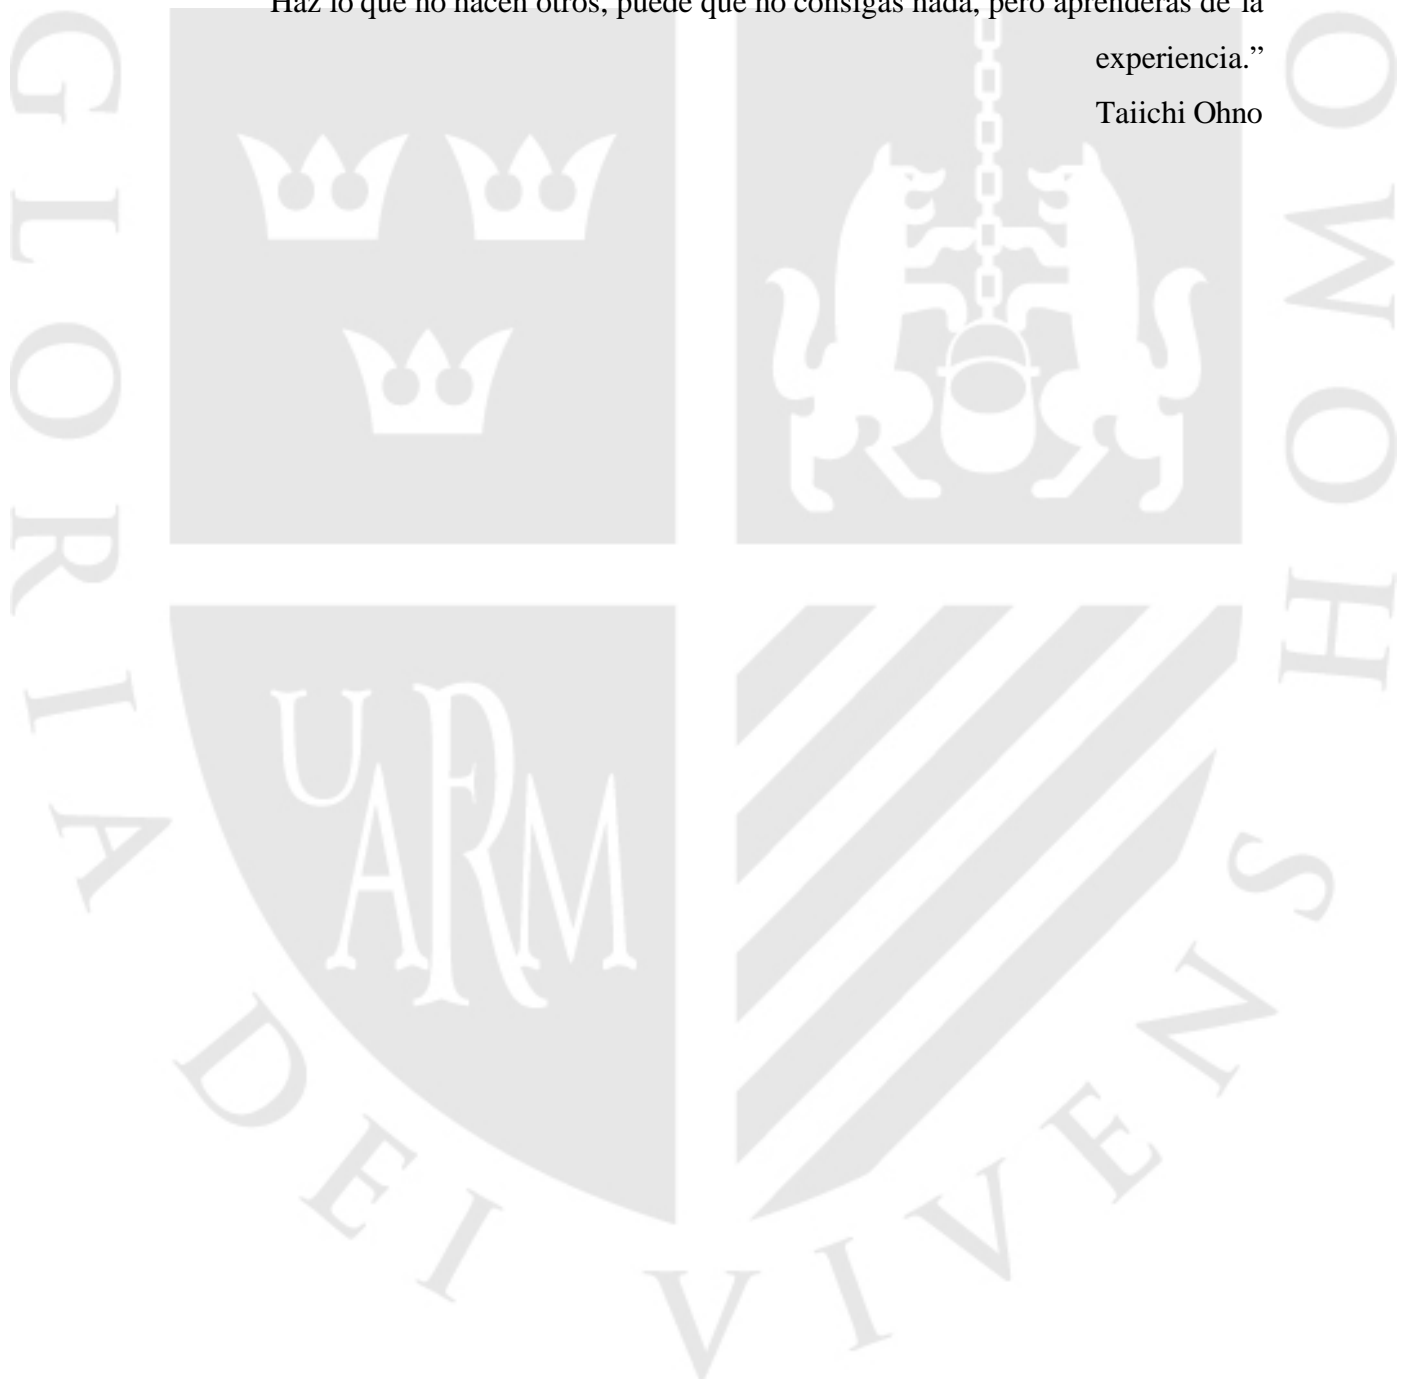 Haz lo que no hacen otros, puede que no consigas nada, pero aprenderás de la
experiencia.”
Taiichi Ohno
GLORIA DEI VIVENS HOMO
UARM